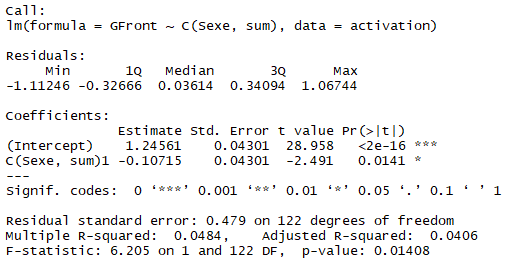 Call:
lm(formula = GFront ~ C(Sexe, sum), data = activation)
Residuals:
Min 1Q Median 3Q Max
-1.11246 -0.32666 0.03614 0.34094 1.06744
Coefficients:
Estimate Std. Error t value Pr(>|t|)
(Intercept) 1.24561 0.04301 28.958 <2e-16 ***
C(Sexe, sum)1 -0.10715 0.04301 -2.491 0.0141 *
---
Signif. codes: 0 ‘***’ 0.001 ‘**’ 0.01 ‘*’ 0.05 ‘.’ 0.1 ‘ ’ 1
Residual standard error: 0.479 on 122 degrees of freedom
Multiple R-squared: 0.0484, Adjusted R-squared: 0.0406
F-statistic: 6.205 on 1 and 122 DF, p-value: 0.01408